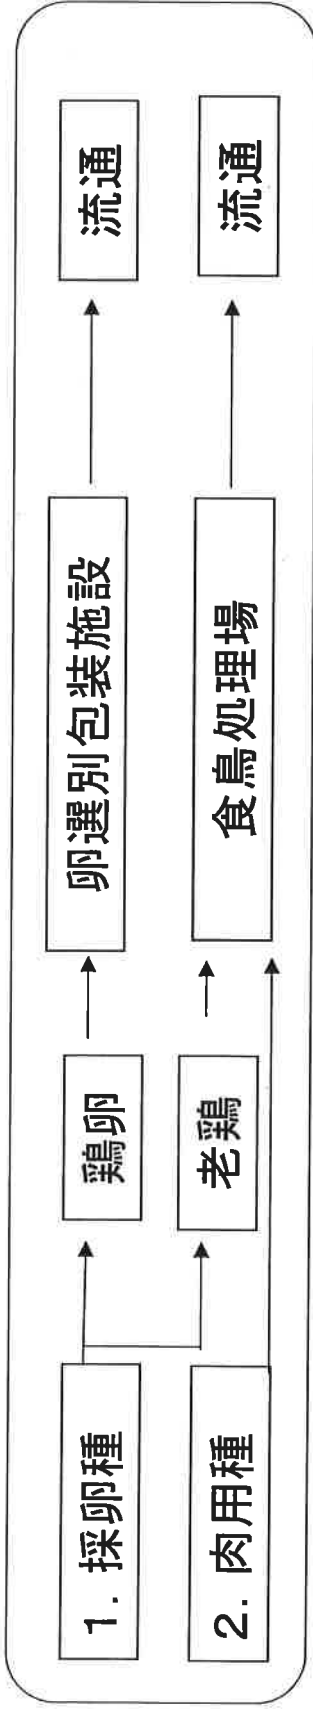 1. 採卵種
鶏卵
卵選別包装施設
流通
老鶏
2. 肉用種
食鳥処理場
流通